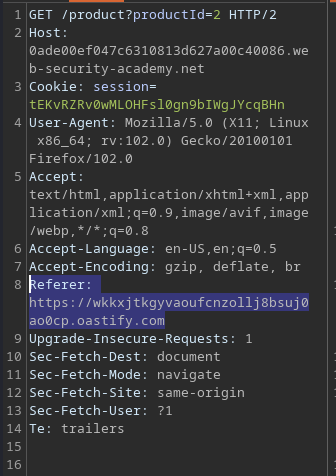 1 GET /product?productId=2 HTTP/2
2 Host:
0ade00ef047c6310813d627a00c40086.we
b-security-academy.net
3 Cookie: session=
tEKvRZRv0wMLOHFsl0gn9bIWgJYcqBHn
4 User-Agent: Mozilla/5.0 (X11; Linux
x86_64; rv:102.0) Gecko/20100101
Firefox/102.0
5 Accept:
text/html,application/xhtml+xml,app
lication/xml;q=0.9,image/avif,image
/webp,*/*;q=0.8
6 Accept-Language: en-US,en;q=0.5
7 Accept-Encoding: gzip, deflate, br
8 Referer:
https://wkkxjtkgyvaoufcnzollj8bsuj0
ao0cp.oastify.com
9 Upgrade-Insecure-Requests: 1
10 Sec-Fetch-Dest: document
11 Sec-Fetch-Mode: navigate
12 Sec-Fetch-Site: same-origin
13 Sec-Fetch-User: ?1
14 Te: trailers
15
16